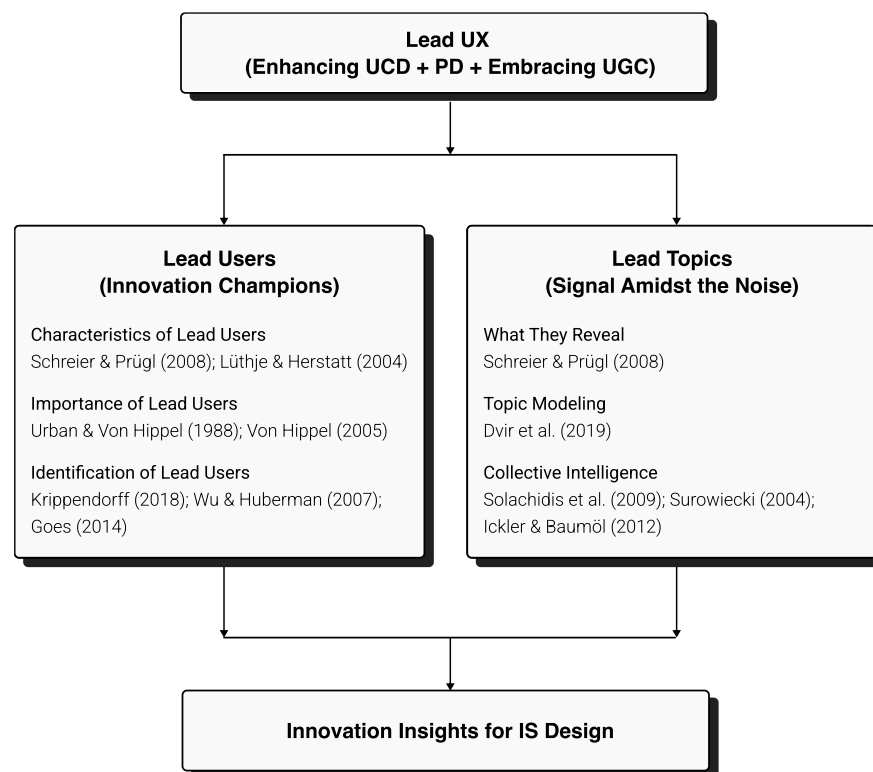 Lead UX
(Enhancing UCD + PD + Embracing UGC)
Lead Users
(Innovation Champions)
Characteristics of Lead Users
Schreier & Prügl (2008); Lüthje & Herstatt (2004)
Importance of Lead Users
Urban & Von Hippel (1988); Von Hippel (2005)
Identification of Lead Users
Krippendorff (2018); Wu & Huberman (2007);
Goes (2014)
Lead Topics
(Signal Amidst the Noise)
What They Reveal
Schreier & Prügl (2008)
Topic Modeling
Dvir et al. (2019)
Collective Intelligence
Solachidis et al. (2009); Surowiecki (2004);
Ickler & Baumöl (2012)
Innovation Insights for IS Design